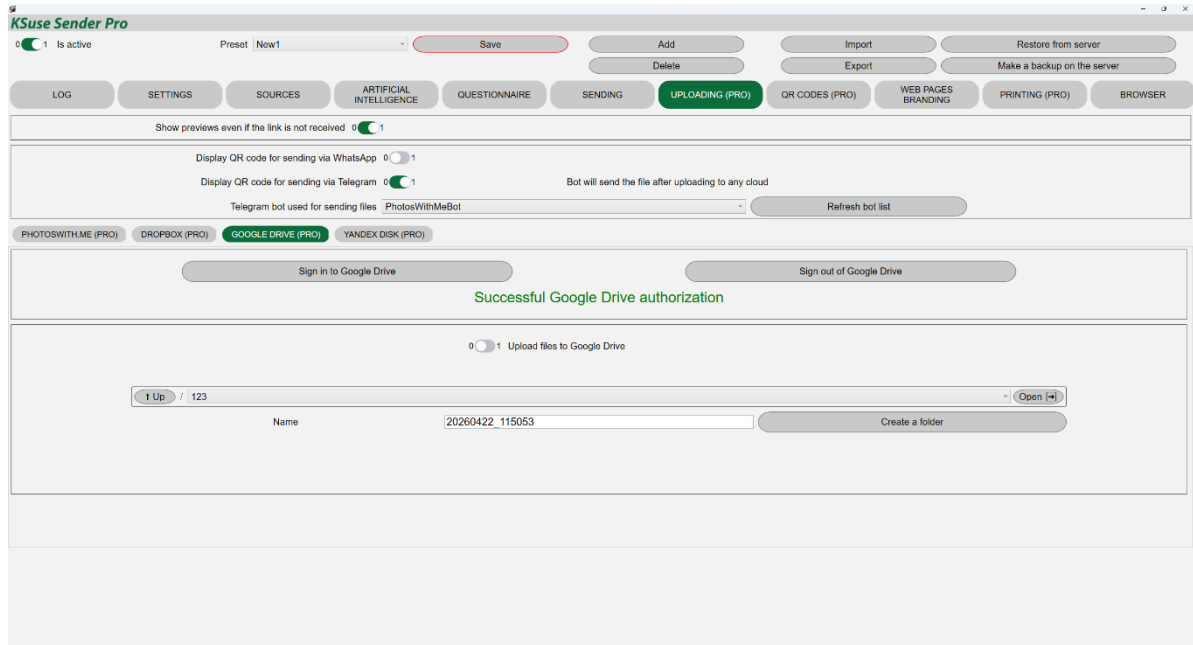 KSuse Sender Pro
0 1 Is active Preset New1 Save Add Import Restore from server
Delete Export Make a backup on the server
LOG SETTINGS SOURCES ARTIFICIAL INTELLIGENCE QUESTIONNAIRE SENDING UPLOADING (PRO) QR CODES (PRO) WEB PAGES BRANDING PRINTING (PRO) BROWSER
Show previews even if the link is not received 0 1
Display QR code for sending via WhatsApp 0 1
Display QR code for sending via Telegram 0 1 Bot will send the file after uploading to any cloud
Telegram bot used for sending files PhotosWithMeBot Refresh bot list
PHOTOSWITH.ME (PRO) DROPBOX (PRO) GOOGLE DRIVE (PRO) YANDEX DISK (PRO)
Sign in to Google Drive Sign out of Google Drive
Successful Google Drive authorization
0 1 Upload files to Google Drive
⬆ Up / 123 Open [➜]
Name 20260422_115053 Create a folder